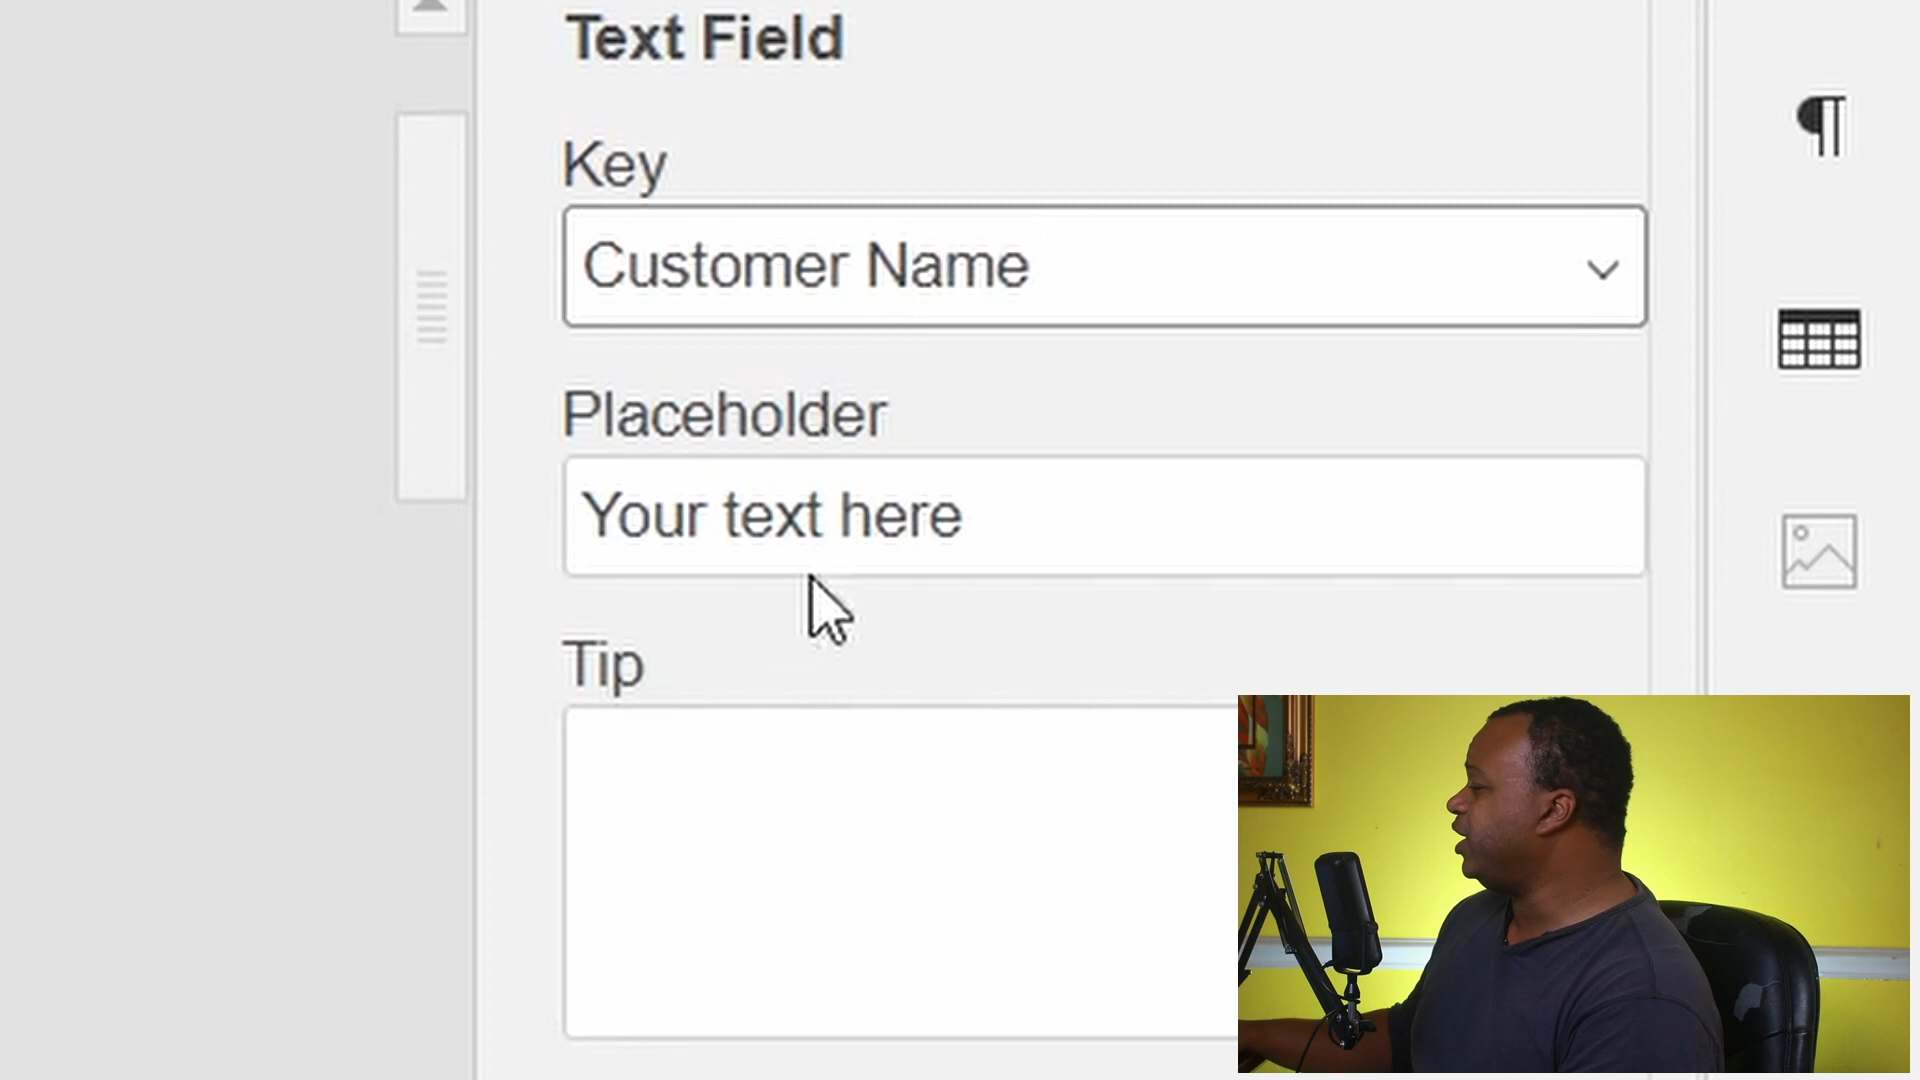 Text Field
Key
Customer Name
Placeholder
Your text here
Tip